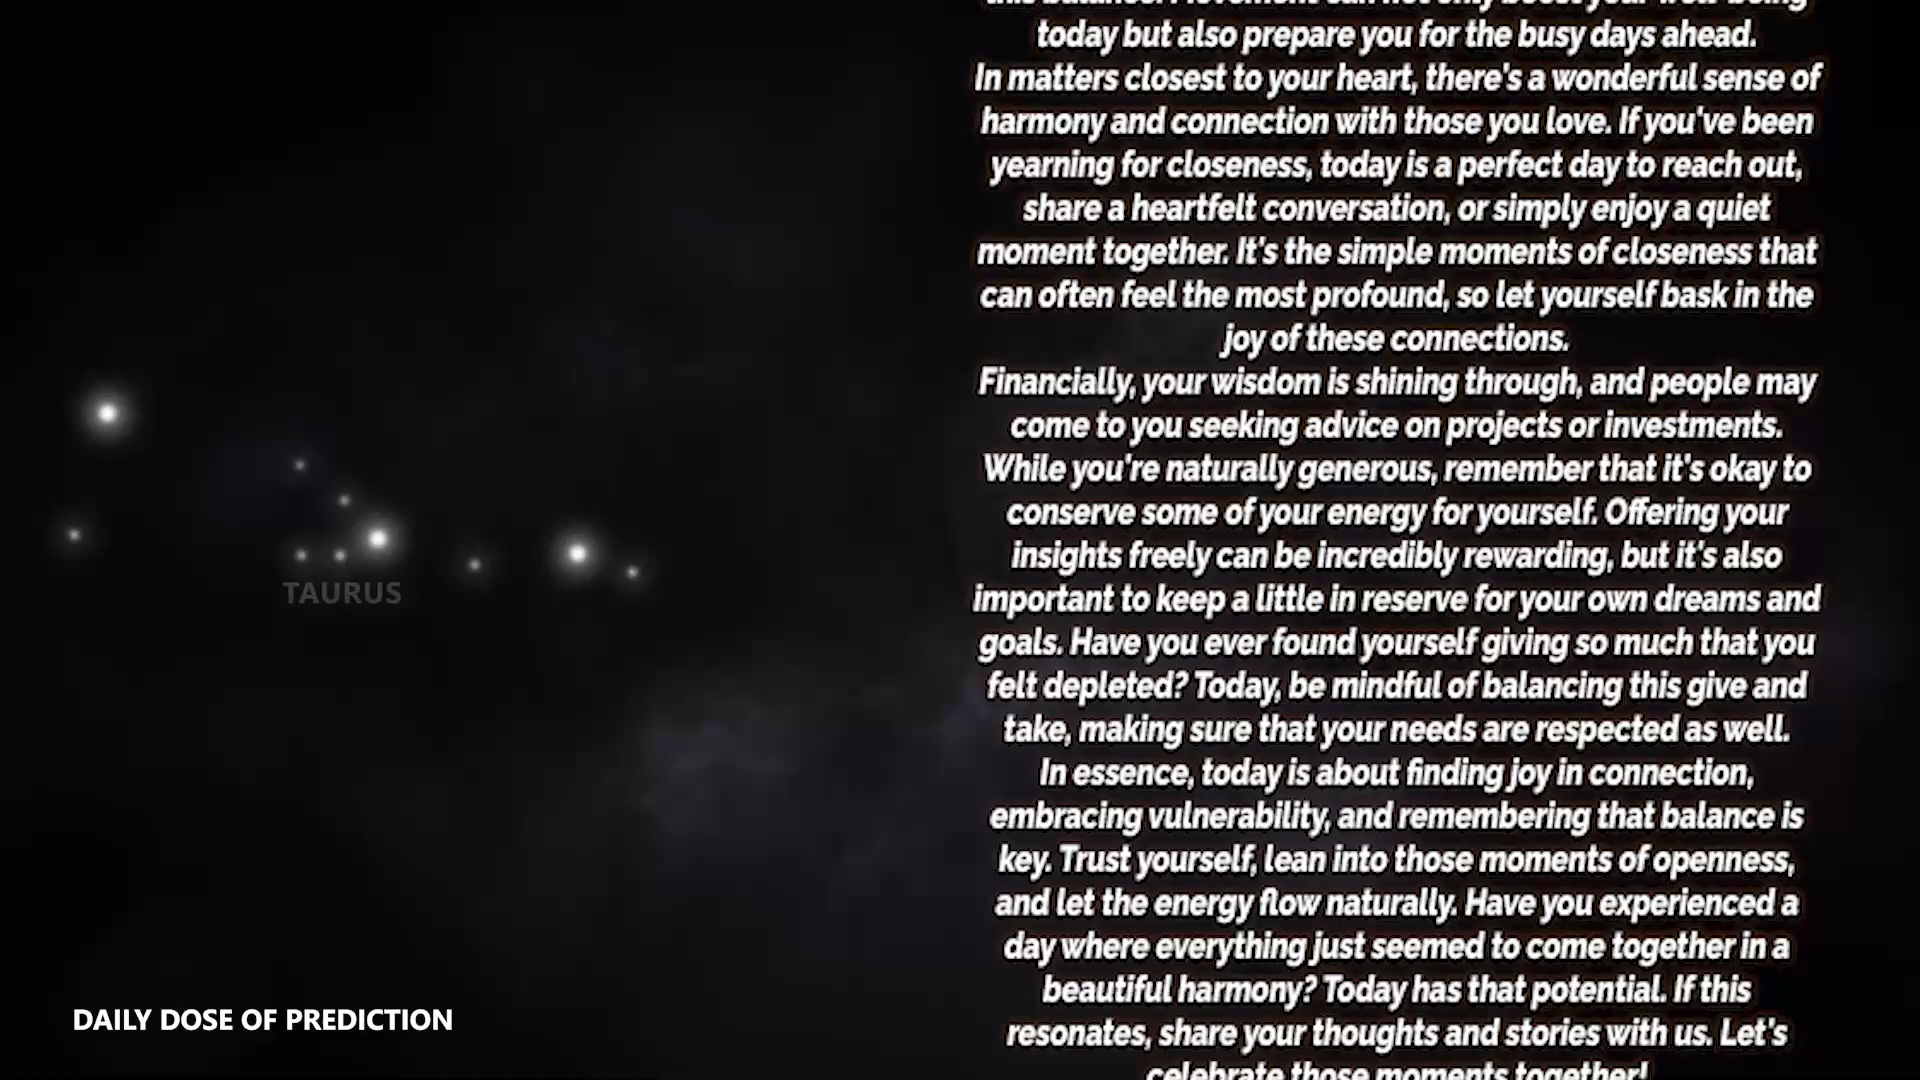 today but also prepare you for the busy days ahead.
In matters closest to your heart, there's a wonderful sense of
harmony and connection with those you love. If you've been
yearning for closeness, today is a perfect day to reach out,
share a heartfelt conversation, or simply enjoy a quiet
moment together. It's the simple moments of closeness that
can often feel the most profound, so let yourself bask in the
joy of these connections.
Financially, your wisdom is shining through, and people may
come to you seeking advice on projects or investments.
While you're naturally generous, remember that it's okay to
conserve some of your energy for yourself. Offering your
insights freely can be incredibly rewarding, but it's also
important to keep a little in reserve for your own dreams and
goals. Have you ever found yourself giving so much that you
felt depleted? Today, be mindful of balancing this give and
take, making sure that your needs are respected as well.
In essence, today is about finding joy in connection,
embracing vulnerability, and remembering that balance is
key. Trust yourself, lean into those moments of openness,
and let the energy flow naturally. Have you experienced a
day where everything just seemed to come together in a
beautiful harmony? Today has that potential. If this
resonates, share your thoughts and stories with us. Let's
celebrate those moments together!
TAURUS
DAILY DOSE OF PREDICTION